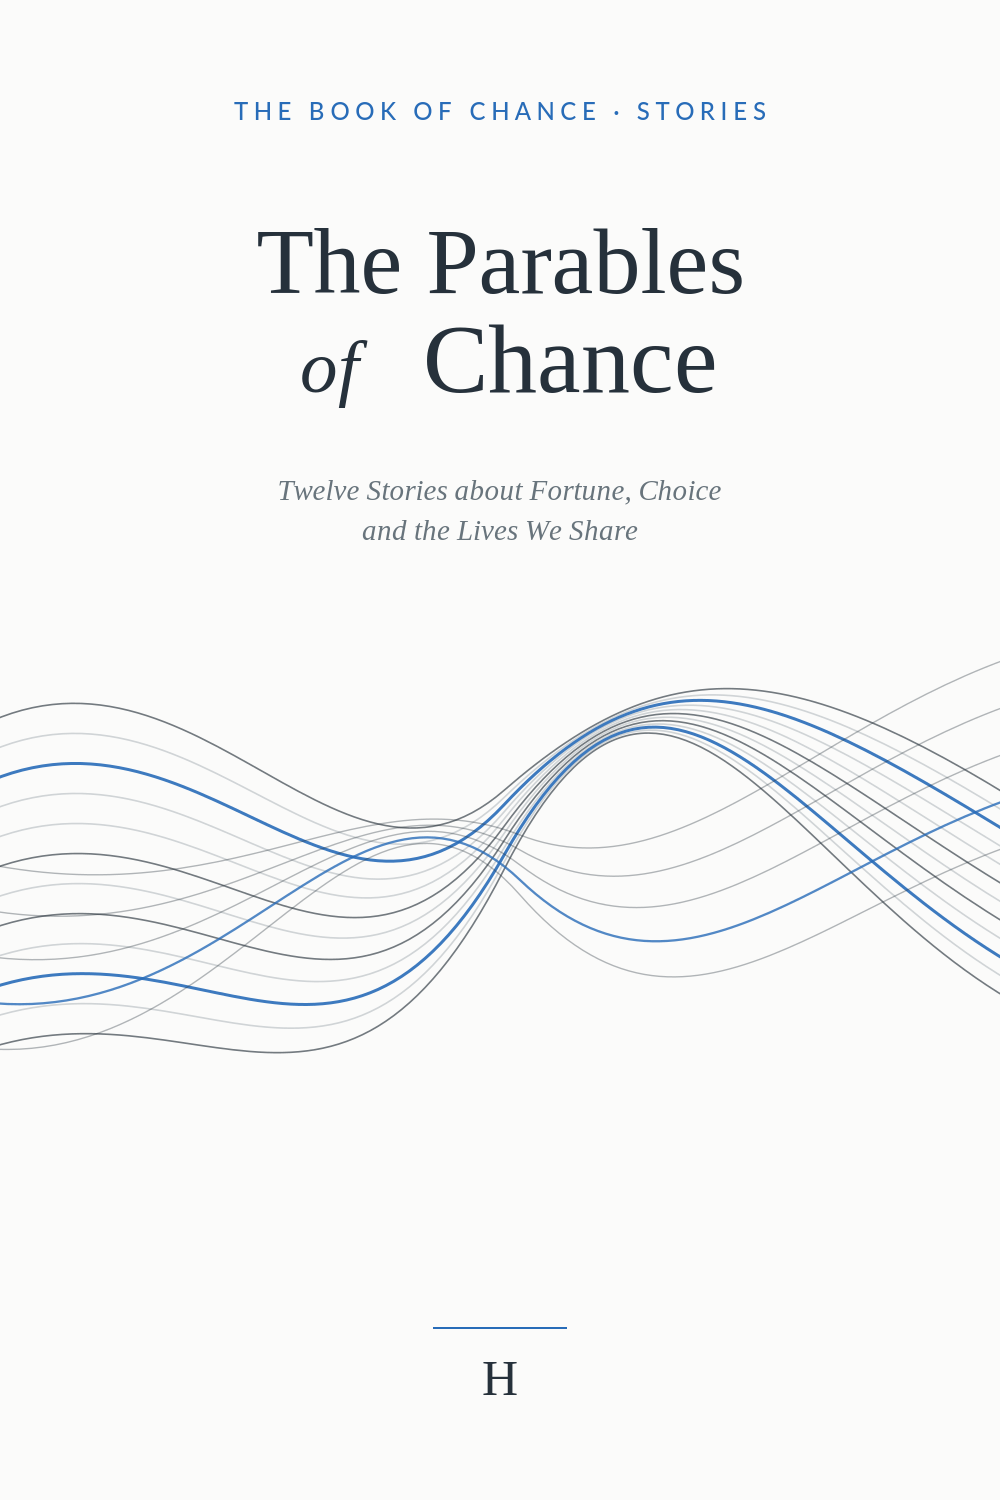 THE BOOK OF CHANCE · STORIES
The Parables
of Chance
Twelve Stories about Fortune, Choice
and the Lives We Share
H